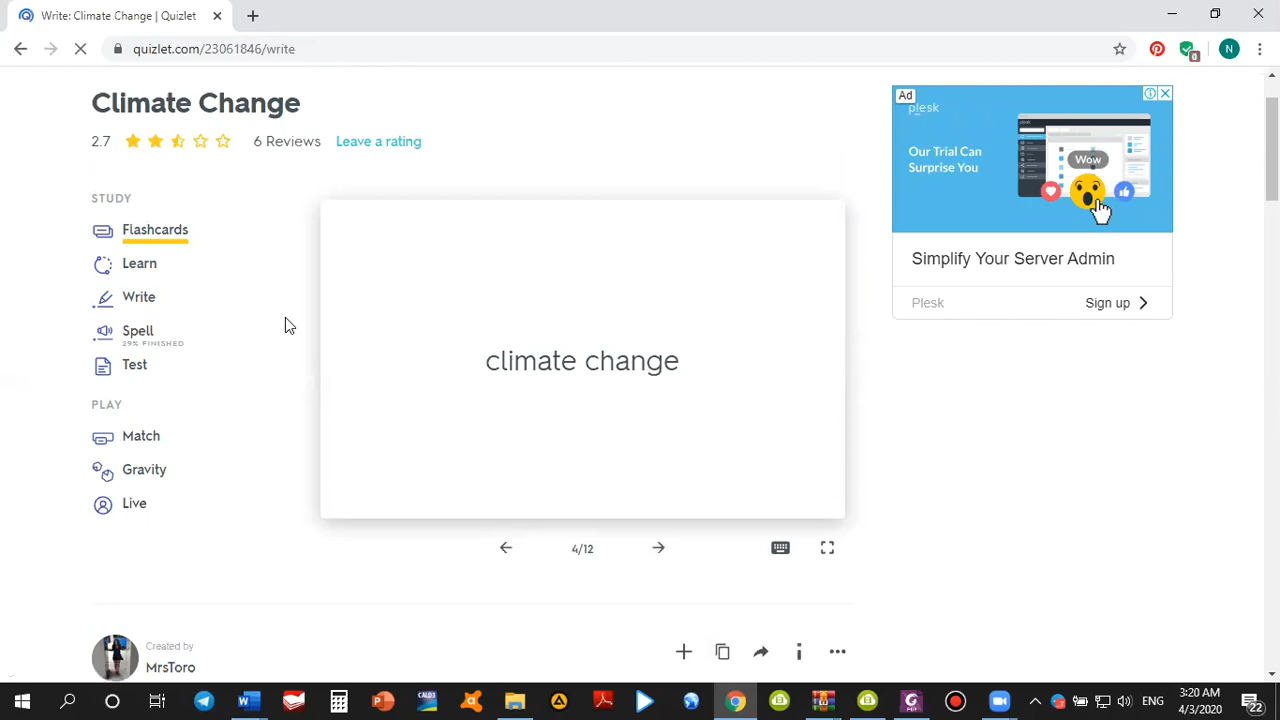 Write: Climate Change | Quizlet
quizlet.com/23061846/write
N
Climate Change
2.7 6 Reviews Leave a rating
STUDY
Flashcards
Learn
Write
Spell
29% FINISHED
Test
PLAY
Match
Gravity
Live
climate change
4/12
Created by
MrsToro
Ad
plesk
Our Trial Can
Surprise You
Wow
Simplify Your Server Admin
Plesk Sign up
ENG
3:20 AM
4/3/2020
22